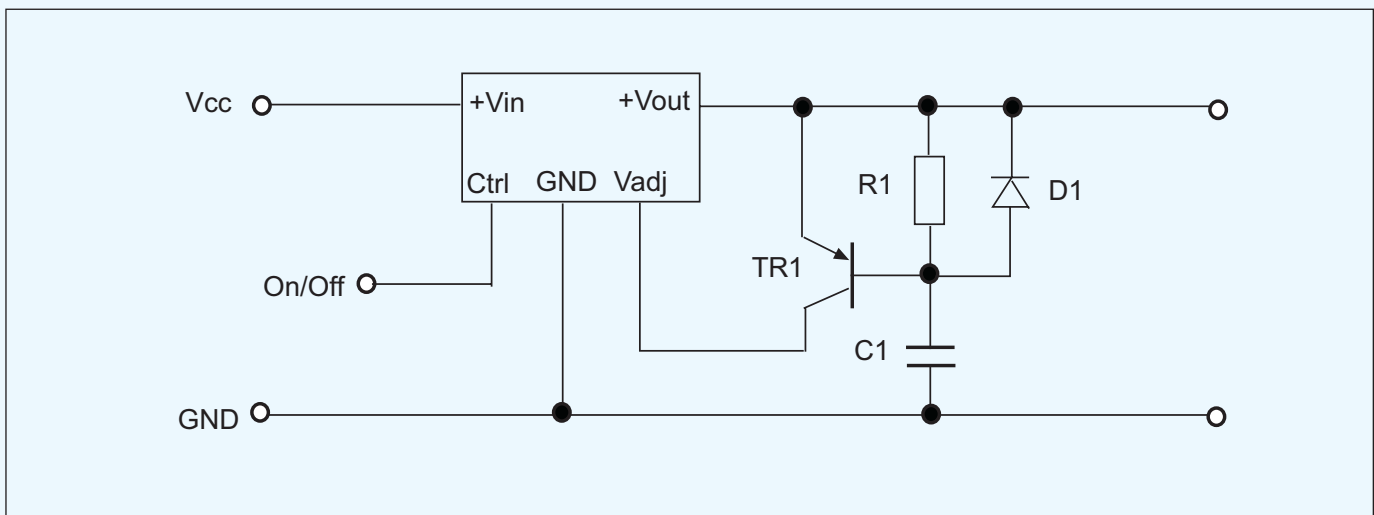 Vcc
+Vin +Vout
Ctrl GND Vadj
R1
D1
TR1
On/Off
C1
GND